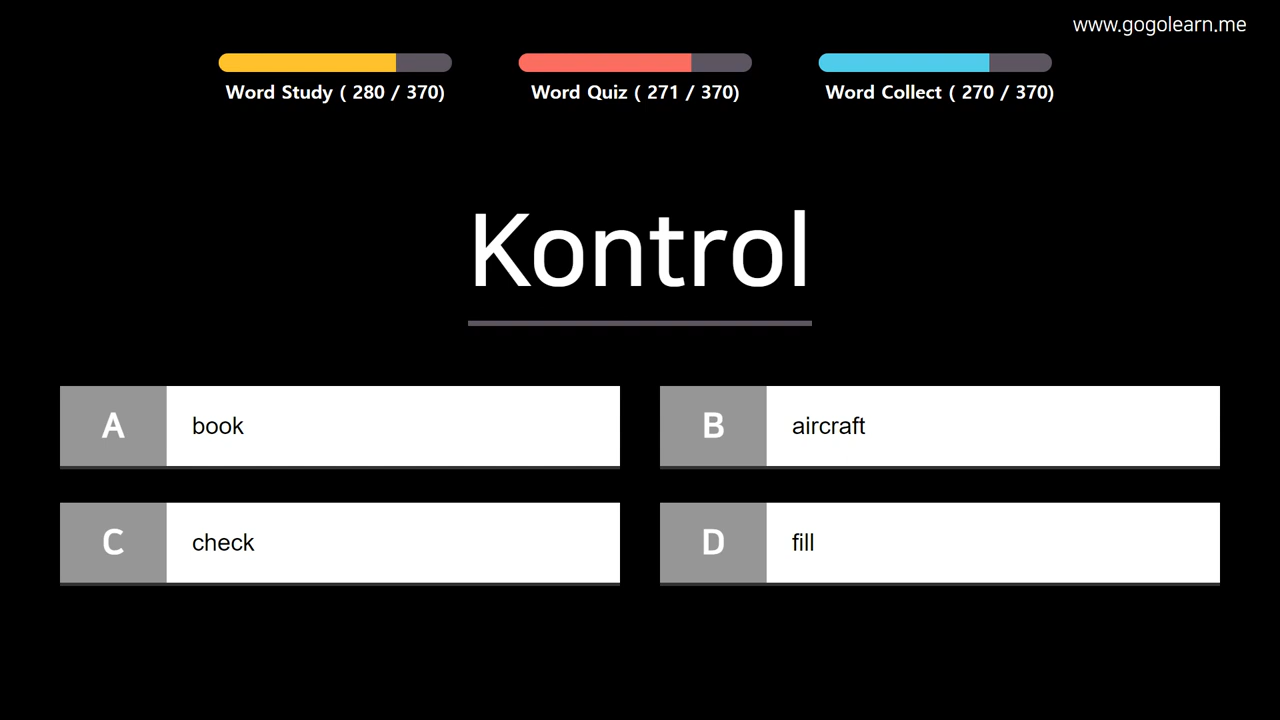 www.gogolearn.me
Word Study ( 280 / 370)
Word Quiz ( 271 / 370)
Word Collect ( 270 / 370)
Kontrol
A book
B aircraft
C check
D fill